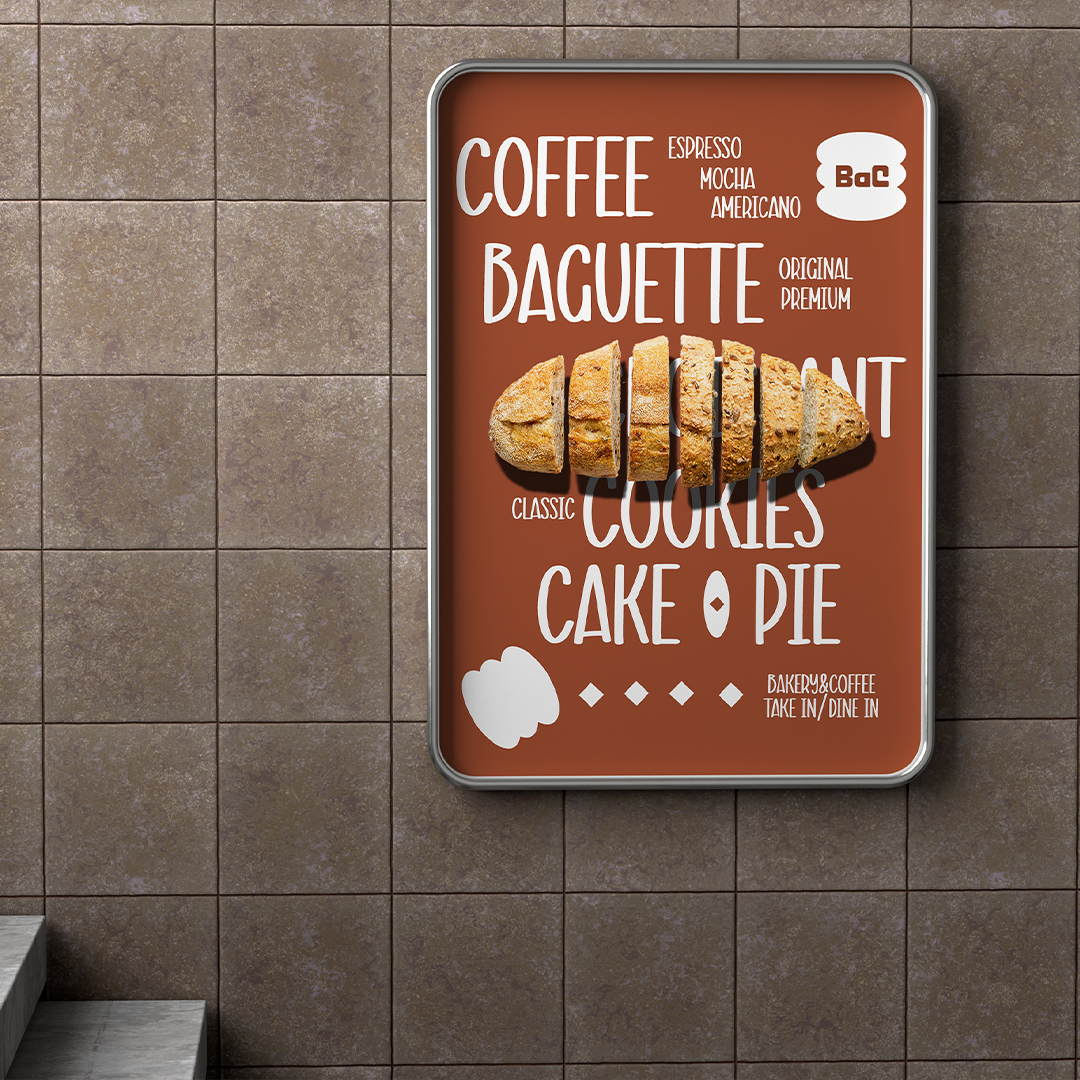 COFFEE
ESPRESSO
MOCHA
AMERICANO
BaC
BAGUETTE
ORIGINAL
PREMIUM
CLASSIC
COOKIES
CAKE PIE
BAKERY&COFFEE
TAKE IN/DINE IN